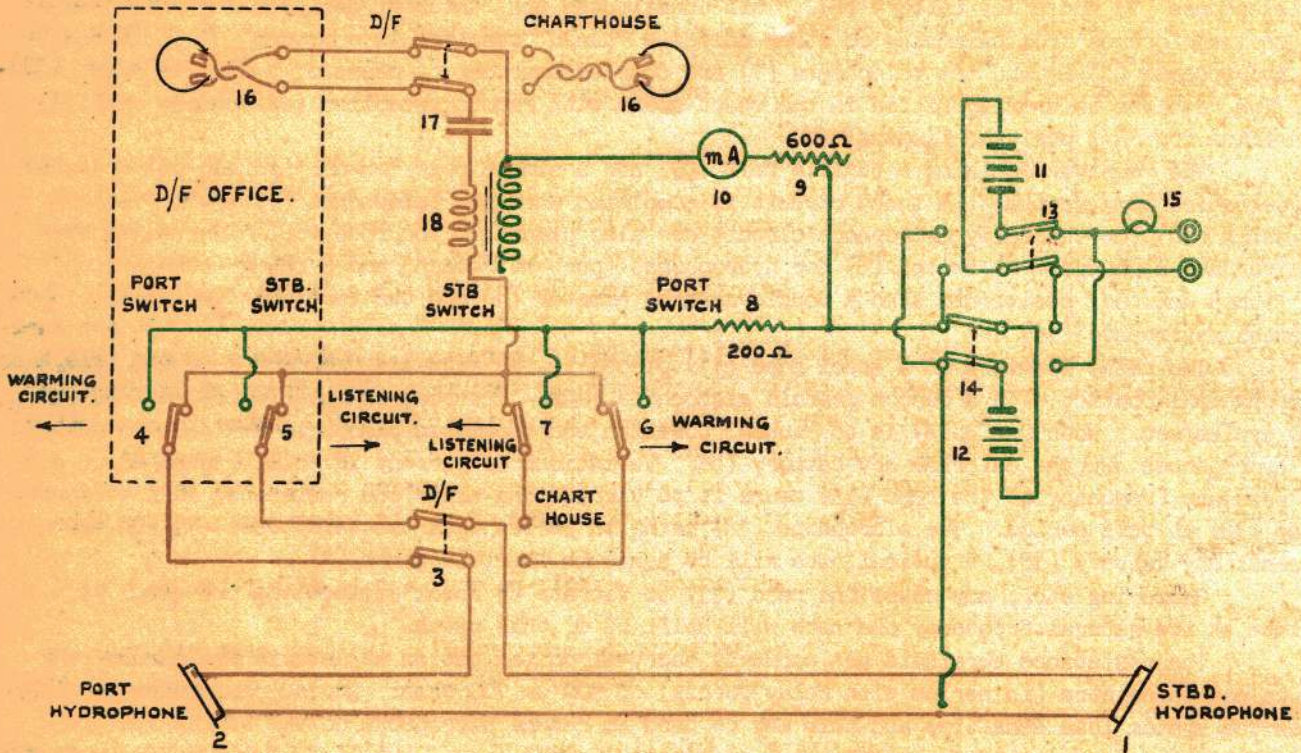 D/F
CHARTHOUSE
16
16
17
600Ω
mA
10
9
11
13
15
D/F OFFICE.
18
PORT
SWITCH
STB.
SWITCH
STB
SWITCH
PORT
SWITCH
8
200Ω
14
12
WARMING
CIRCUIT.
4
5
LISTENING
CIRCUIT.
LISTENING
CIRCUIT
7
6
WARMING
CIRCUIT.
D/F
CHART
HOUSE
3
PORT
HYDROPHONE
2
STBD.
HYDROPHONE
1